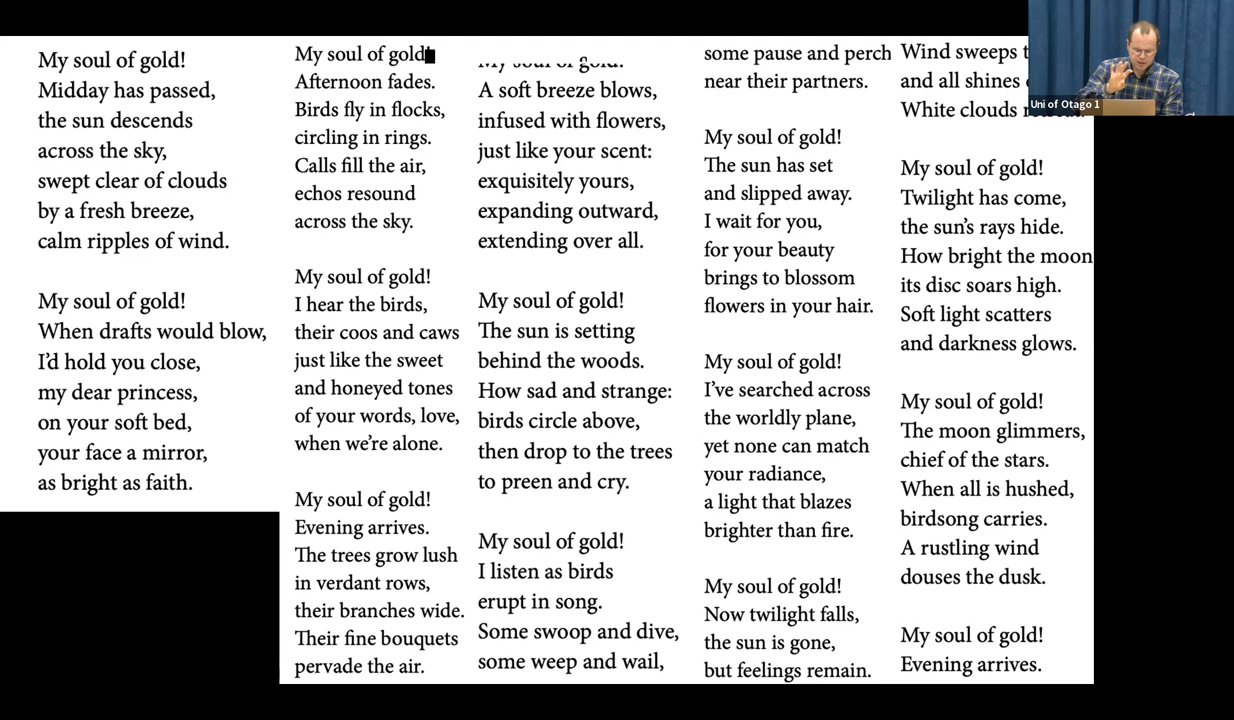 My soul of gold!
Midday has passed,
the sun descends
across the sky,
swept clear of clouds
by a fresh breeze,
calm ripples of wind.
My soul of gold!
When drafts would blow,
I'd hold you close,
my dear princess,
on your soft bed,
your face a mirror,
as bright as faith.
My soul of gold!
Afternoon fades.
Birds fly in flocks,
circling in rings.
Calls fill the air,
echos resound
across the sky.
My soul of gold!
I hear the birds,
their coos and caws
just like the sweet
and honeyed tones
of your words, love,
when we're alone.
My soul of gold!
Evening arrives.
The trees grow lush
in verdant rows,
their branches wide.
Their fine bouquets
pervade the air.
My soul of gold!
A soft breeze blows,
infused with flowers,
just like your scent:
exquisitely yours,
expanding outward,
extending over all.
My soul of gold!
The sun is setting
behind the woods.
How sad and strange:
birds circle above,
then drop to the trees
to preen and cry.
My soul of gold!
I listen as birds
erupt in song.
Some swoop and dive,
some weep and wail,
some pause and perch
near their partners.
My soul of gold!
The sun has set
and slipped away.
I wait for you,
for your beauty
brings to blossom
flowers in your hair.
My soul of gold!
I've searched across
the worldly plane,
yet none can match
your radiance,
a light that blazes
brighter than fire.
My soul of gold!
Now twilight falls,
the sun is gone,
but feelings remain.
Wind sweeps
and all shines
White clouds
My soul of gold!
Twilight has come,
the sun's rays hide.
How bright the moon
its disc soars high.
Soft light scatters
and darkness glows.
My soul of gold!
The moon glimmers,
chief of the stars.
When all is hushed,
birdsong carries.
A rustling wind
douses the dusk.
My soul of gold!
Evening arrives.
Uni of Otago 1